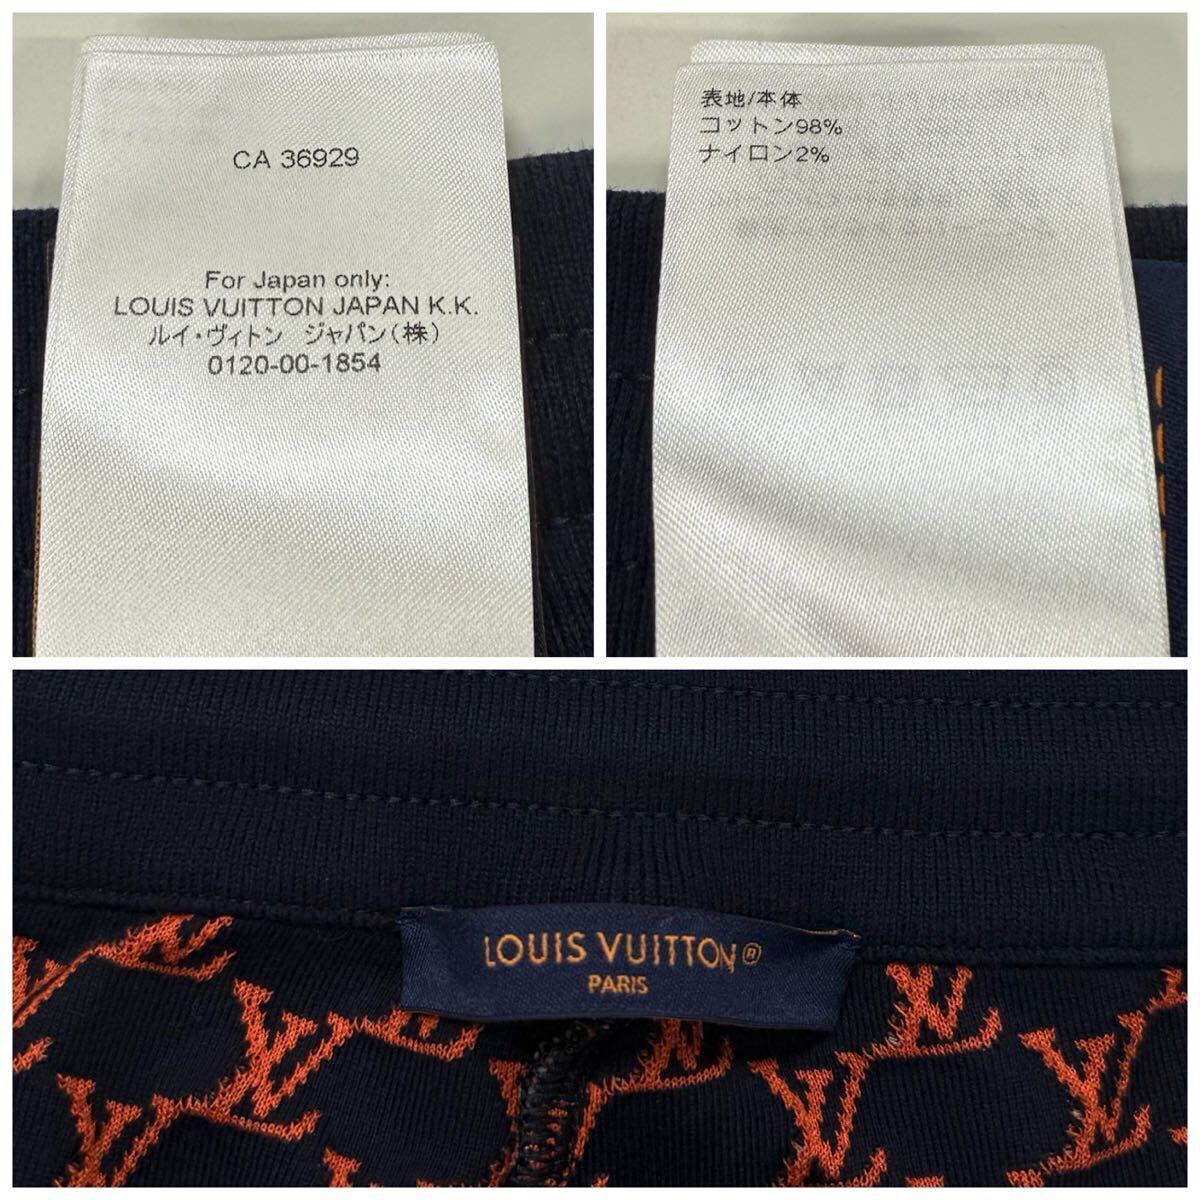 CA 36929
For Japan only:
LOUIS VUITTON JAPAN K.K.
ルイ・ヴィトン ジャパン(株)
0120-00-1854
表地/本体
コットン98%
ナイロン2%
LOUIS VUITTON®
PARIS